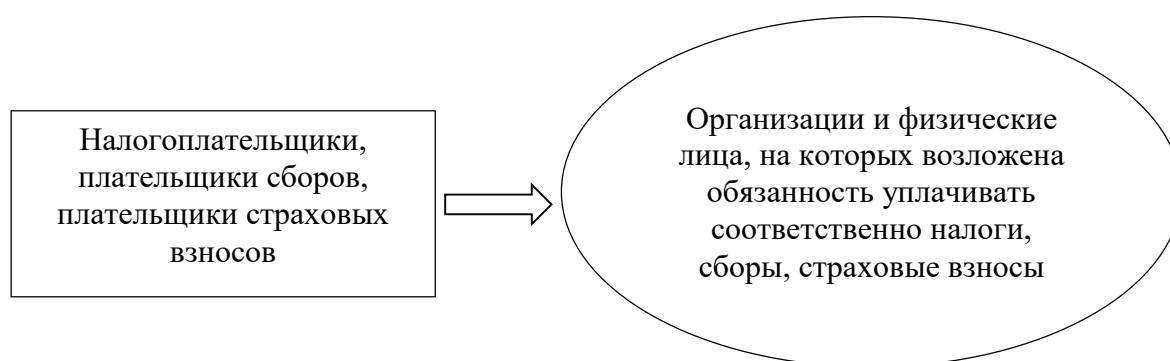 Налогоплательщики,
плательщики сборов,
плательщики страховых
взносов
Организации и физические
лица, на которых возложена
обязанность уплачивать
соответственно налоги,
сборы, страховые взносы